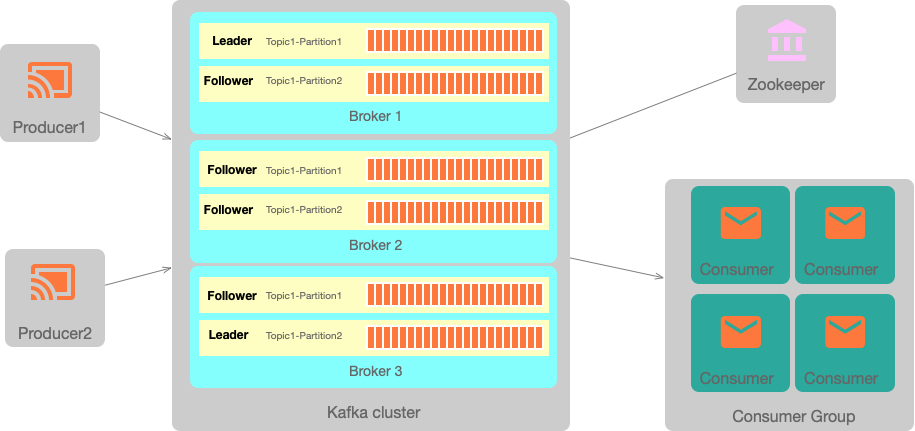 Producer1
Producer2
Leader Topic1-Partition1
Follower Topic1-Partition2
Broker 1
Follower Topic1-Partition1
Follower Topic1-Partition2
Broker 2
Follower Topic1-Partition1
Leader Topic1-Partition2
Broker 3
Kafka cluster
Zookeeper
Consumer Consumer
Consumer Consumer
Consumer Group